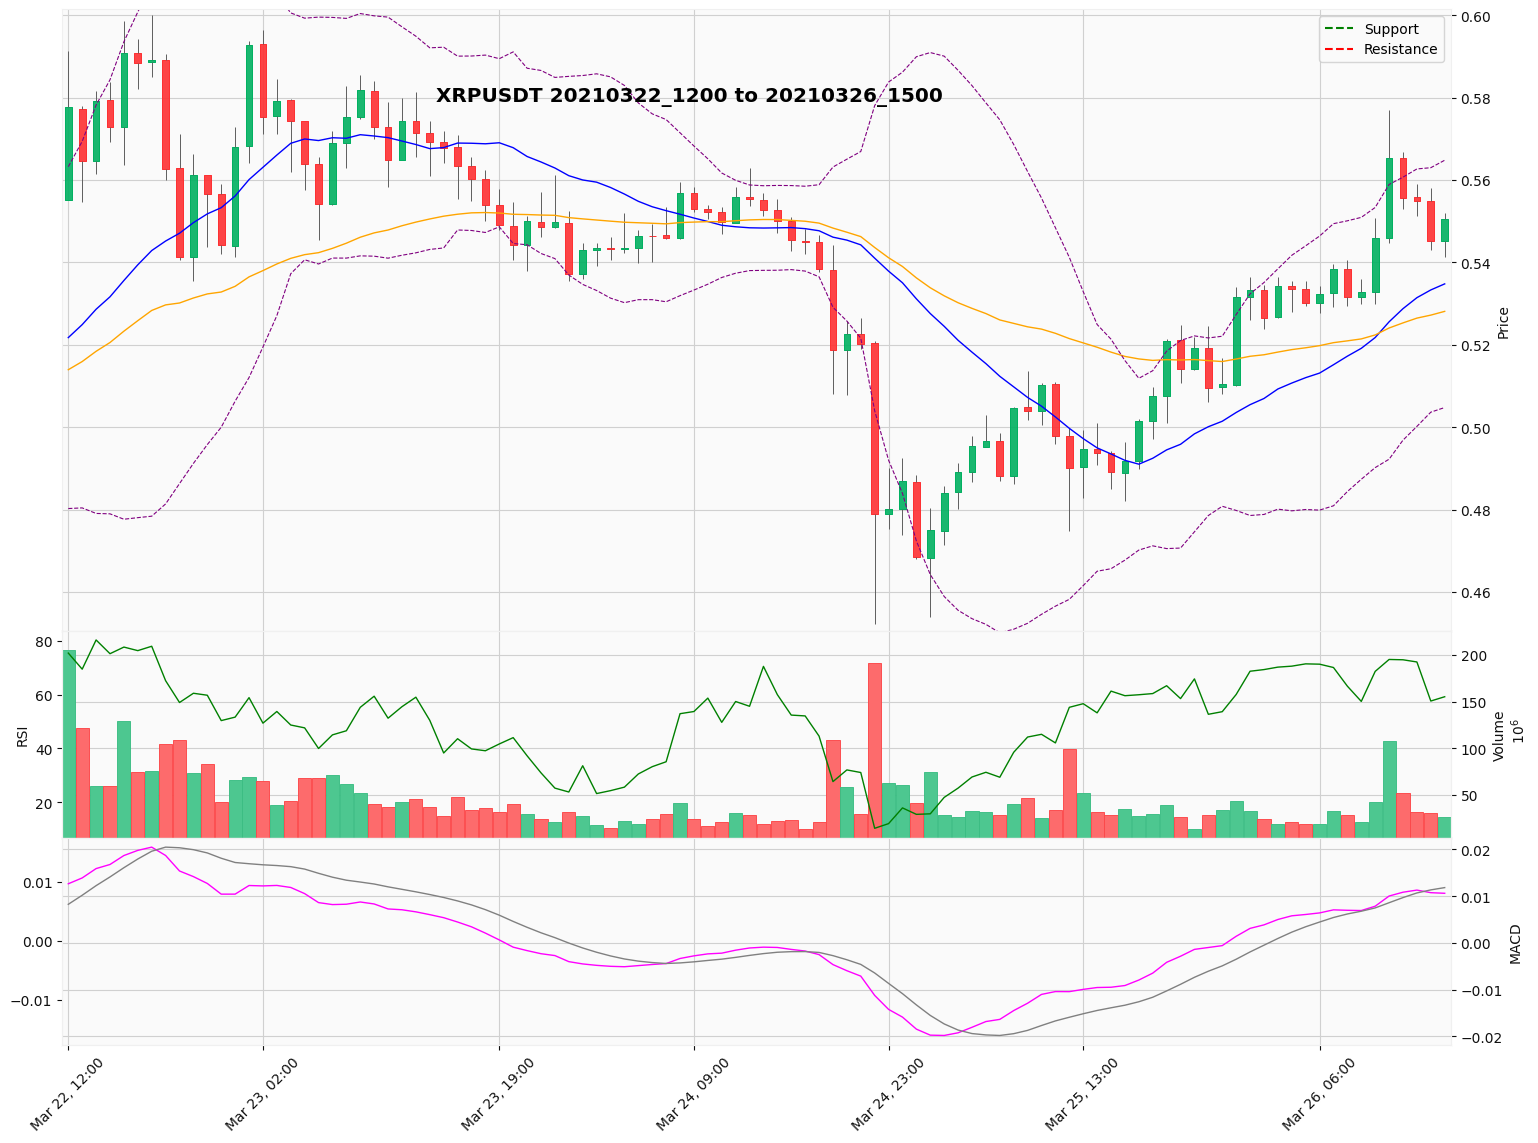 XRPUSDT 20210322_1200 to 20210326_1500
Support
Resistance
0.60
0.58
0.56
0.54
0.52
0.50
0.48
0.46
Price
80
60
40
20
RSI
200
150
100
50
Volume
10^6
0.01
0.00
−0.01
0.02
0.01
0.00
−0.01
−0.02
MACD
Mar 22, 12:00
Mar 23, 02:00
Mar 23, 19:00
Mar 24, 09:00
Mar 24, 23:00
Mar 25, 13:00
Mar 26, 06:00